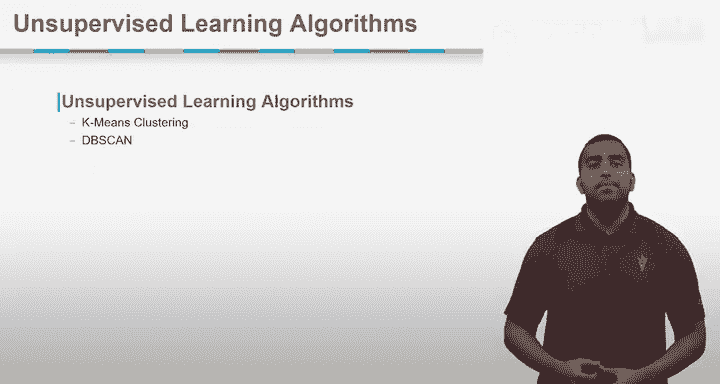 Unsupervised Learning Algorithms
Unsupervised Learning Algorithms
– K-Means Clustering
– DBSCAN